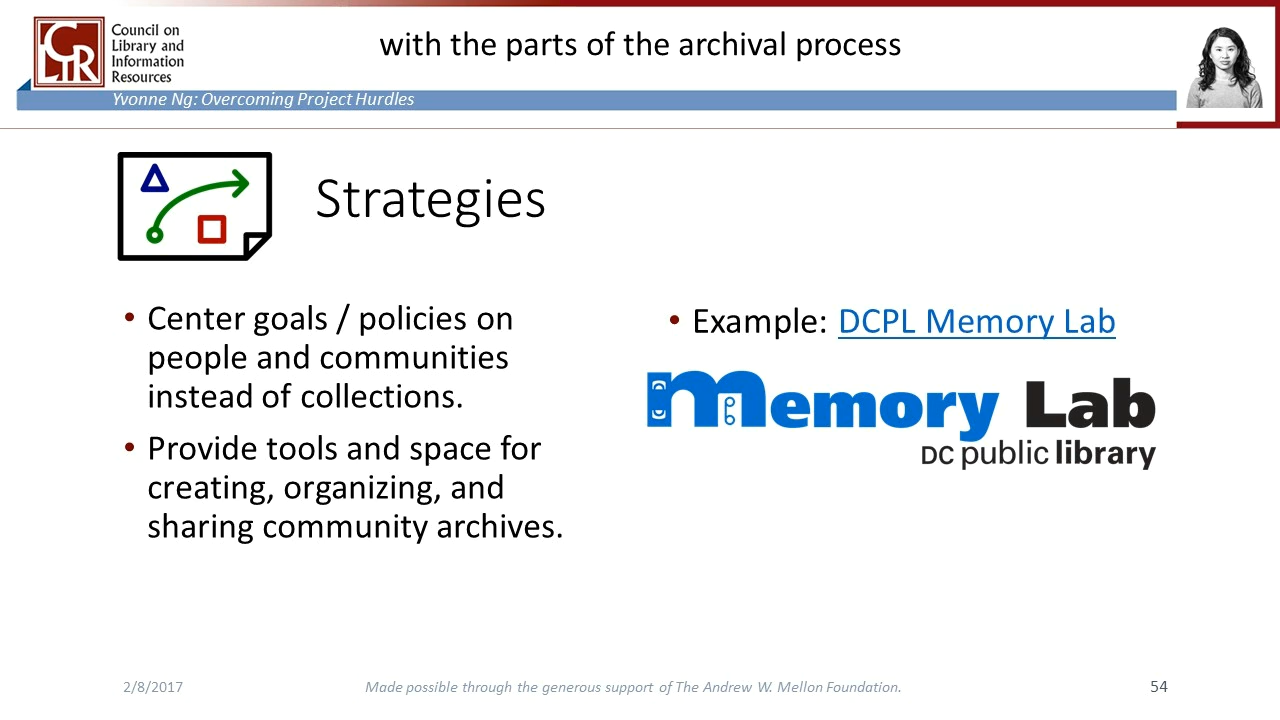 Council on
Library and
Information
Resources
CLIR
with the parts of the archival process
Yvonne Ng: Overcoming Project Hurdles
Strategies
• Center goals / policies on
people and communities
instead of collections.
• Provide tools and space for
creating, organizing, and
sharing community archives.
• Example: DCPL Memory Lab
Memory Lab
DC public library
2/8/2017
Made possible through the generous support of The Andrew W. Mellon Foundation.
54